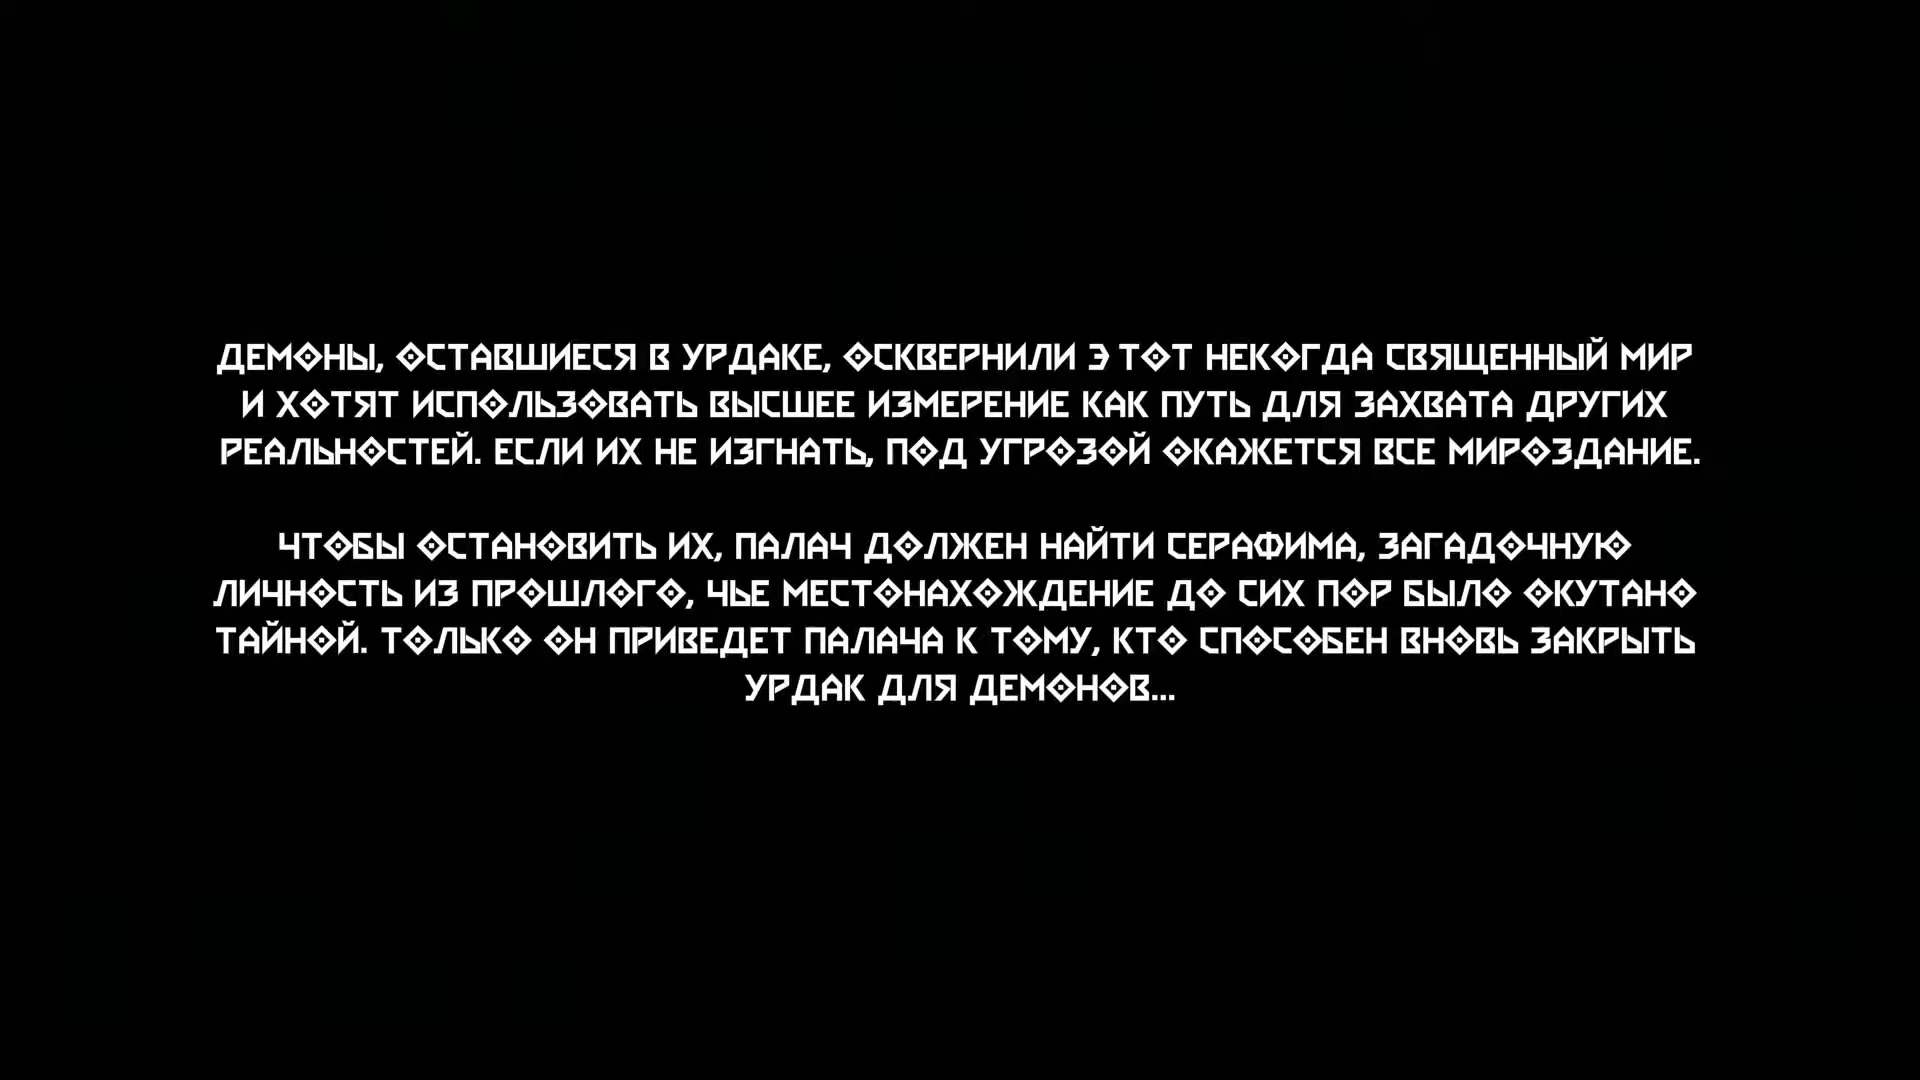 ДЕМОНЫ, ОСТАВШИЕСЯ В УРДАКЕ, ОСКВЕРНИЛИ Э ТОТ НЕКОГДА СВЯЩЕННЫЙ МИР
И ХОТЯТ ИСПОЛЬЗОВАТЬ ВЫСШЕЕ ИЗМЕРЕНИЕ КАК ПУТЬ ДЛЯ ЗАХВАТА ДРУГИХ
РЕАЛЬНОСТЕЙ. ЕСЛИ ИХ НЕ ИЗГНАТЬ, ПОД УГРОЗОЙ ОКАЖЕТСЯ ВСЕ МИРОЗДАНИЕ.
ЧТОБЫ ОСТАНОВИТЬ ИХ, ПАЛАЧ ДОЛЖЕН НАЙТИ СЕРАФИМА, ЗАГАДОЧНУЮ
ЛИЧНОСТЬ ИЗ ПРОШЛОГО, ЧЬЕ МЕСТОНАХОЖДЕНИЕ ДО СИХ ПОР БЫЛО ОКУТАНО
ТАЙНОЙ. ТОЛЬКО ОН ПРИВЕДЕТ ПАЛАЧА К ТОМУ, КТО СПОСОБЕН ВНОВЬ ЗАКРЫТЬ
УРДАК ДЛЯ ДЕМОНОВ...